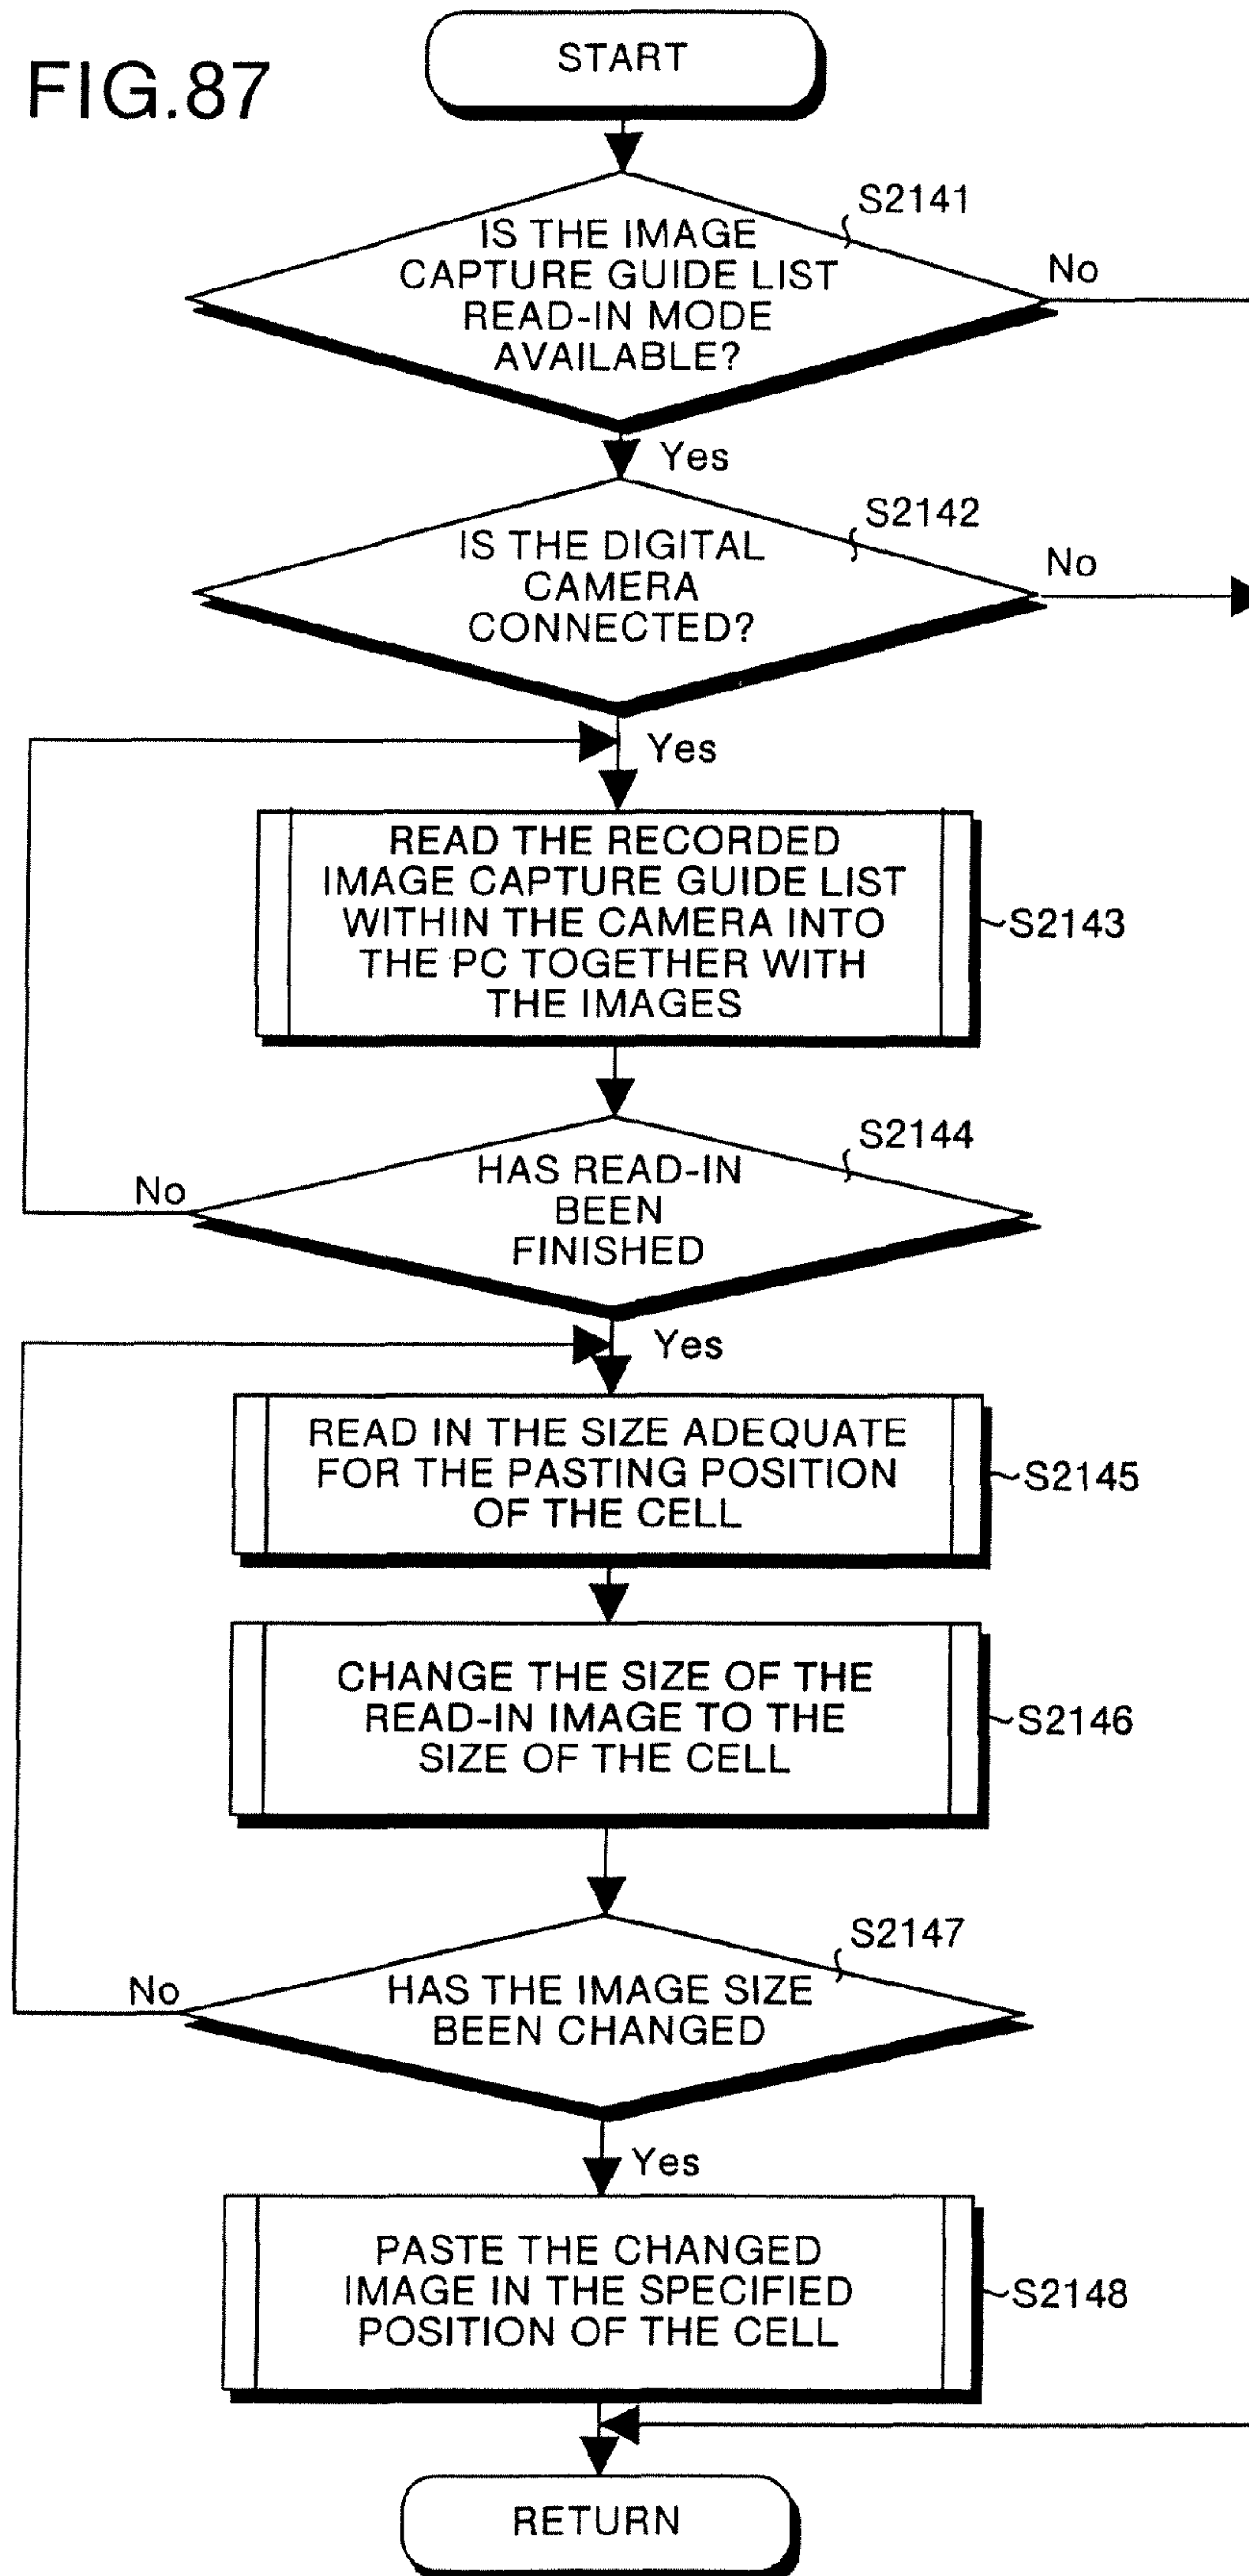 FIG.87
START
S2141
IS THE IMAGE
CAPTURE GUIDE LIST
READ-IN MODE
AVAILABLE?
No
Yes
S2142
IS THE DIGITAL
CAMERA
CONNECTED?
No
Yes
READ THE RECORDED
IMAGE CAPTURE GUIDE LIST
WITHIN THE CAMERA INTO
THE PC TOGETHER WITH
THE IMAGES
S2143
S2144
HAS READ-IN
BEEN
FINISHED
No
Yes
READ IN THE SIZE ADEQUATE
FOR THE PASTING POSITION
OF THE CELL
S2145
CHANGE THE SIZE OF THE
READ-IN IMAGE TO THE
SIZE OF THE CELL
S2146
S2147
HAS THE IMAGE SIZE
BEEN CHANGED
No
Yes
PASTE THE CHANGED
IMAGE IN THE SPECIFIED
POSITION OF THE CELL
S2148
RETURN